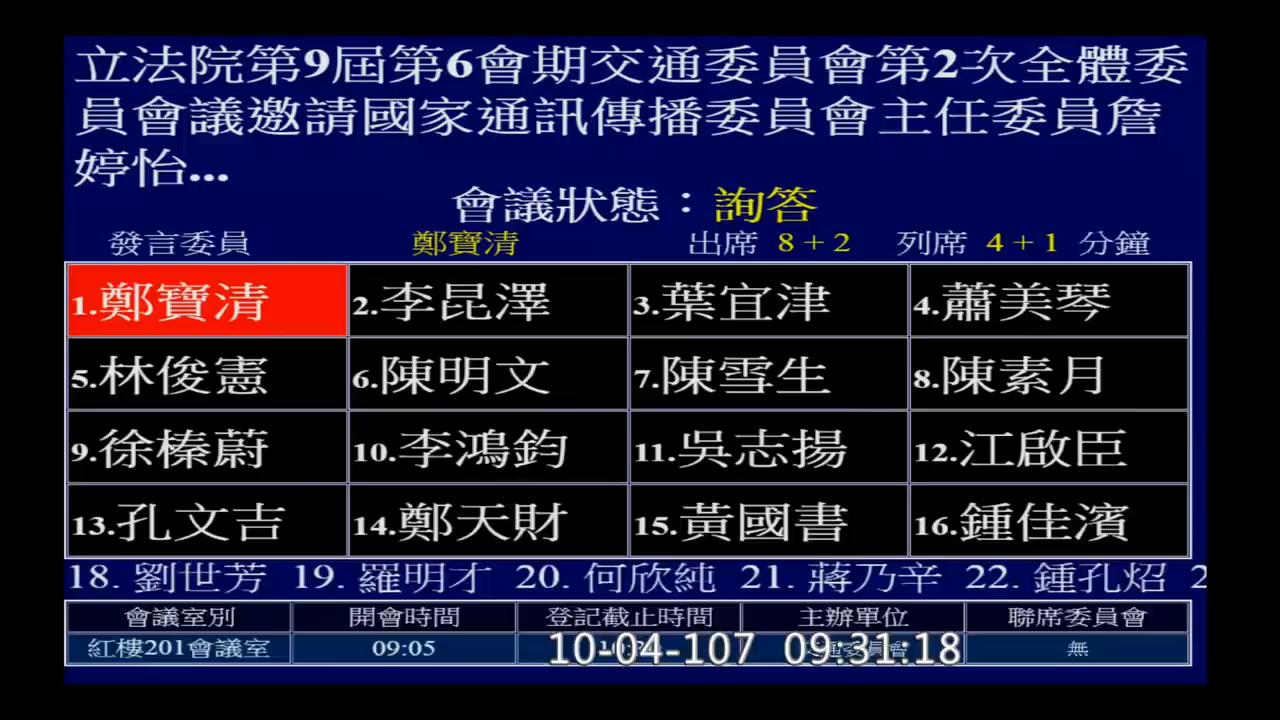 立法院第9屆第6會期交通委員會第2次全體委
員會議邀請國家通訊傳播委員會主任委員詹
婷怡...
會議狀態：詢答
發言委員 鄭寶清 出席 8+2 列席 4+1 分鐘
1.鄭寶清 2.李昆澤 3.葉宜津 4.蕭美琴
5.林俊憲 6.陳明文 7.陳雪生 8.陳素月
9.徐榛蔚 10.李鴻鈞 11.吳志揚 12.江啟臣
13.孔文吉 14.鄭天財 15.黃國書 16.鍾佳濱
18. 劉世芳 19. 羅明才 20. 何欣純 21. 蔣乃辛 22. 鍾孔炤 2
會議室別 開會時間 登記截止時間 主辦單位 聯席委員會
紅樓201會議室 09:05 無
10-04-107 09:31:18